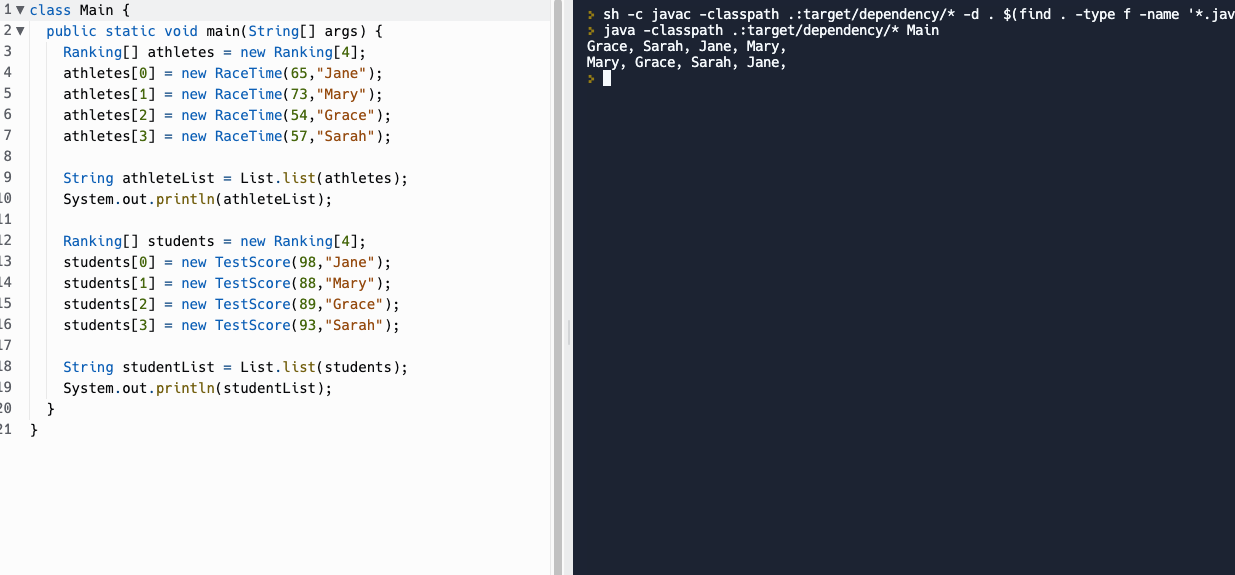 1 class Main {
2 public static void main(String[] args) {
3 Ranking[] athletes = new Ranking[4];
4 athletes[0] = new RaceTime(65,"Jane");
5 athletes[1] = new RaceTime(73,"Mary");
6 athletes[2] = new RaceTime(54,"Grace");
7 athletes[3] = new RaceTime(57,"Sarah");
8
9 String athleteList = List.list(athletes);
10 System.out.println(athleteList);
11
12 Ranking[] students = new Ranking[4];
13 students[0] = new TestScore(98,"Jane");
14 students[1] = new TestScore(88,"Mary");
15 students[2] = new TestScore(89,"Grace");
16 students[3] = new TestScore(93,"Sarah");
17
18 String studentList = List.list(students);
19 System.out.println(studentList);
20 }
21 }
sh -c javac -classpath .:target/dependency/* -d . $(find . -type f -name '*.jav
java -classpath .:target/dependency/* Main
Grace, Sarah, Jane, Mary,
Mary, Grace, Sarah, Jane,